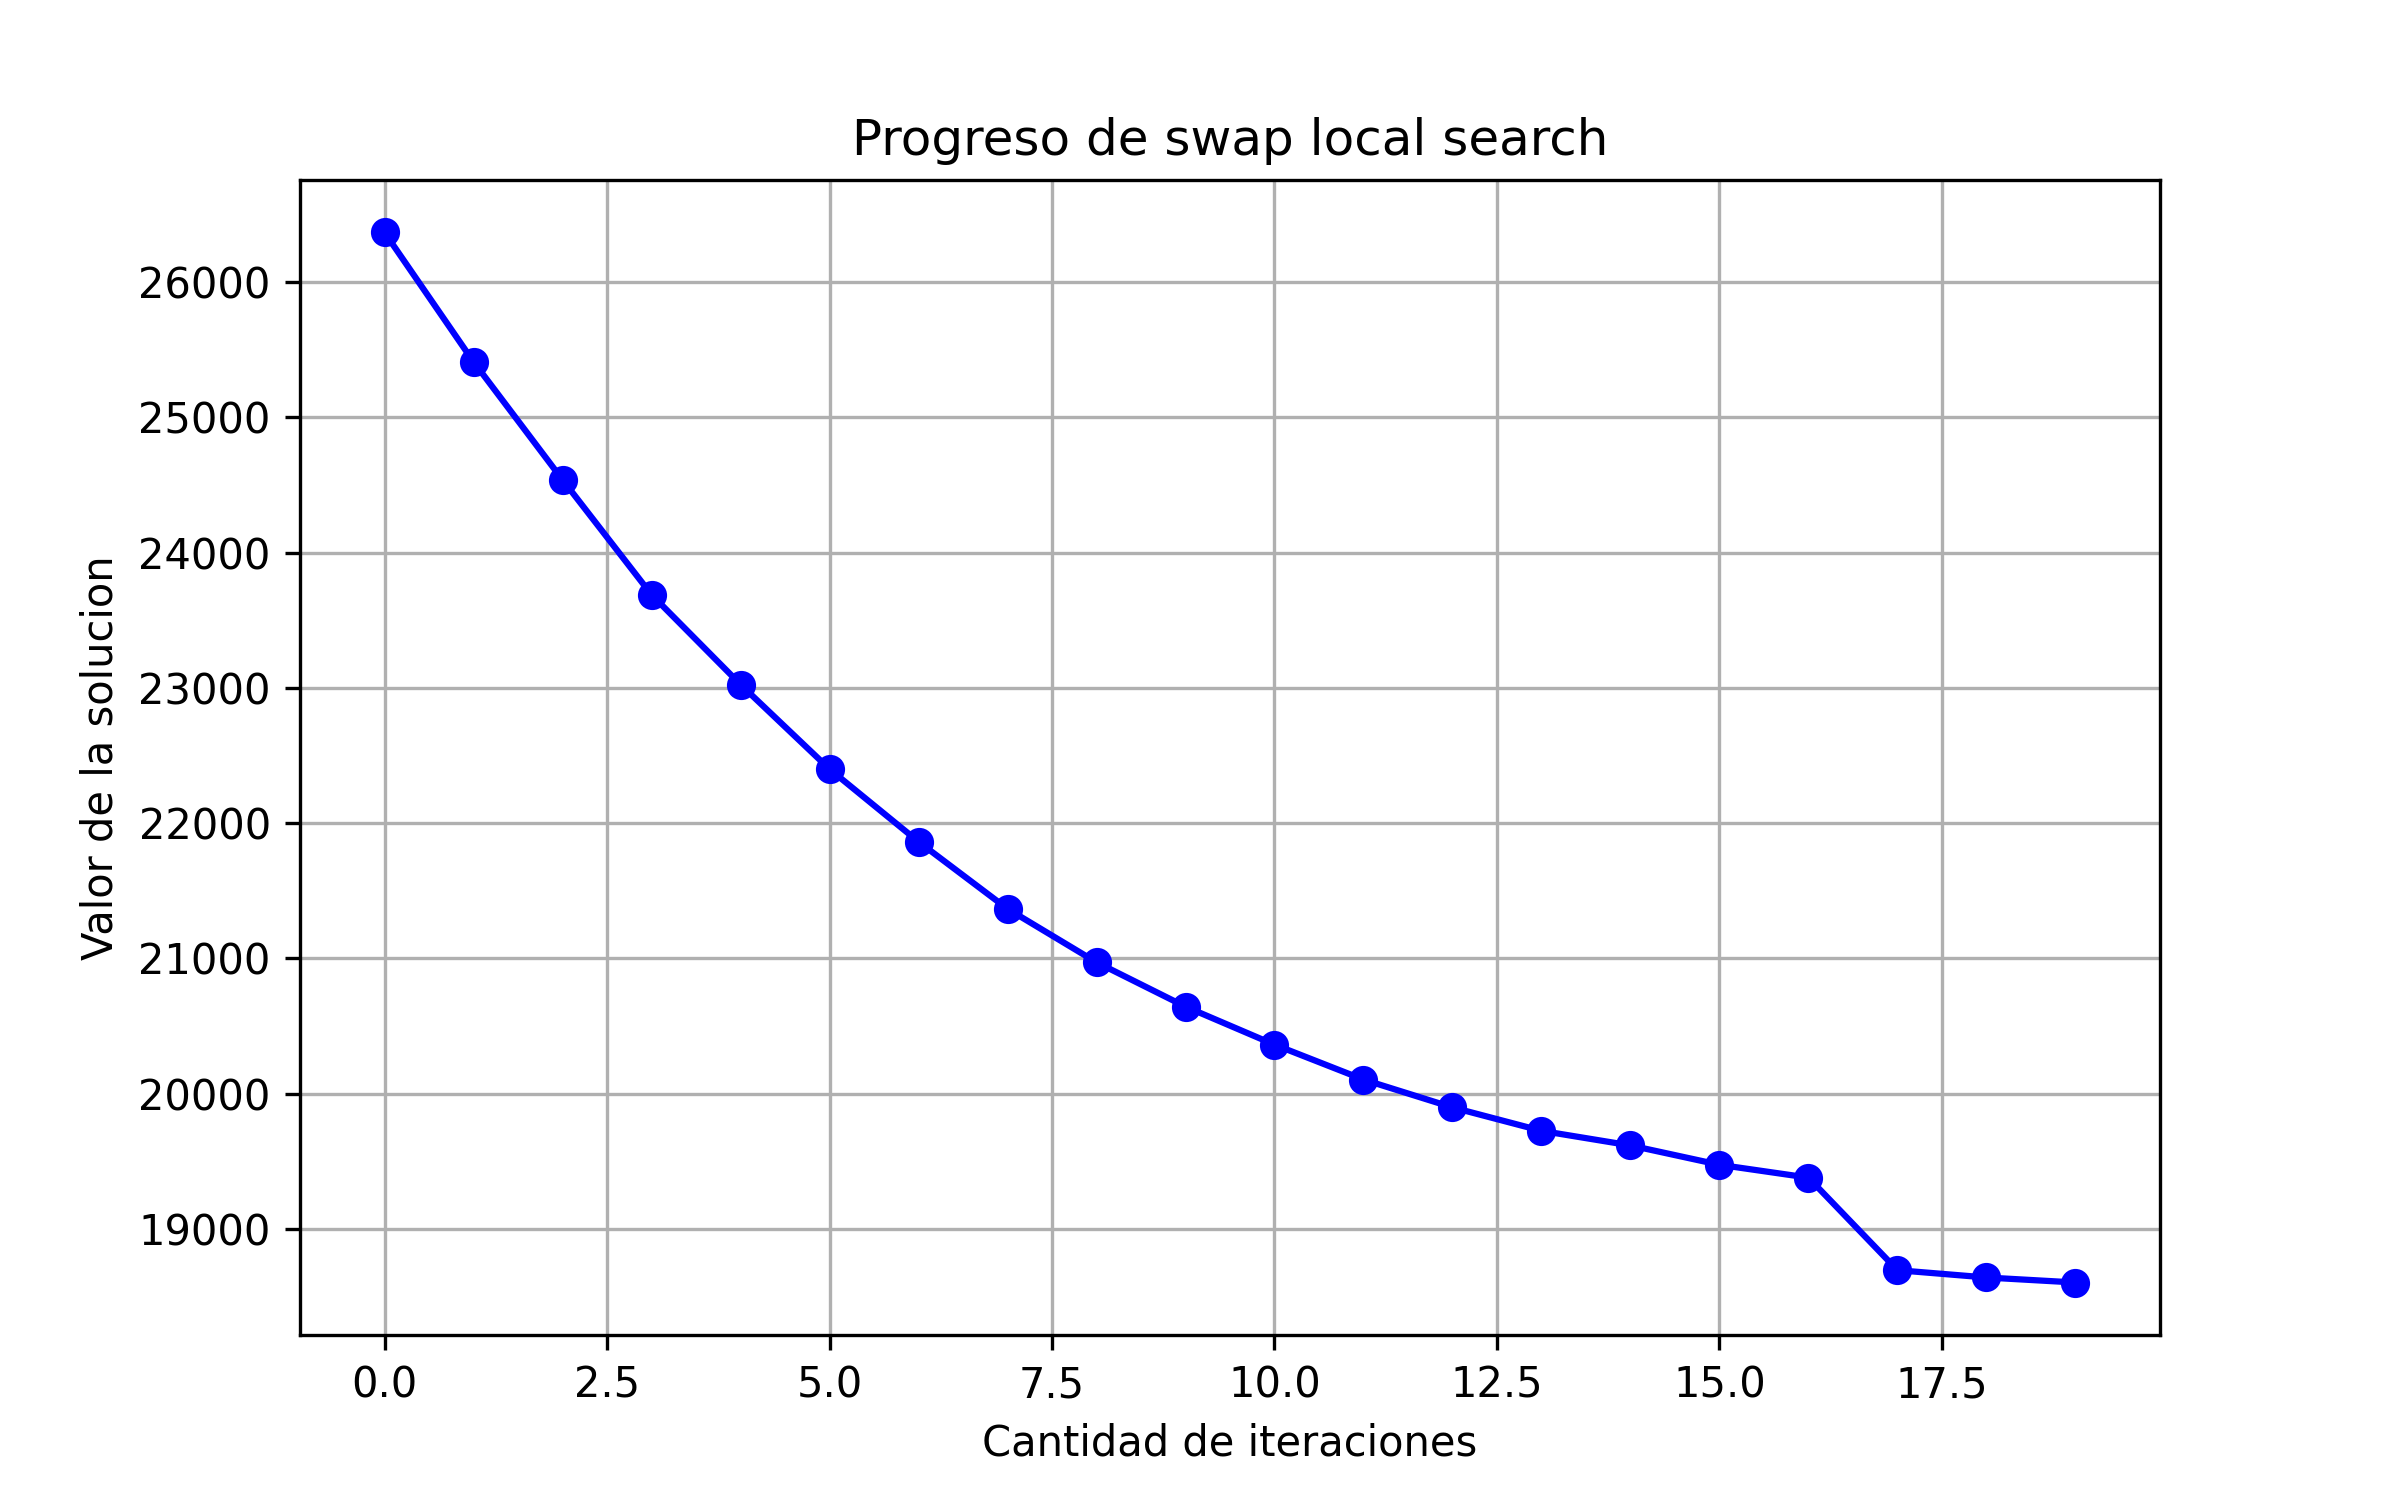 Progreso de swap local search
Valor de la solucion
26000
25000
24000
23000
22000
21000
20000
19000
0.0 2.5 5.0 7.5 10.0 12.5 15.0 17.5
Cantidad de iteraciones